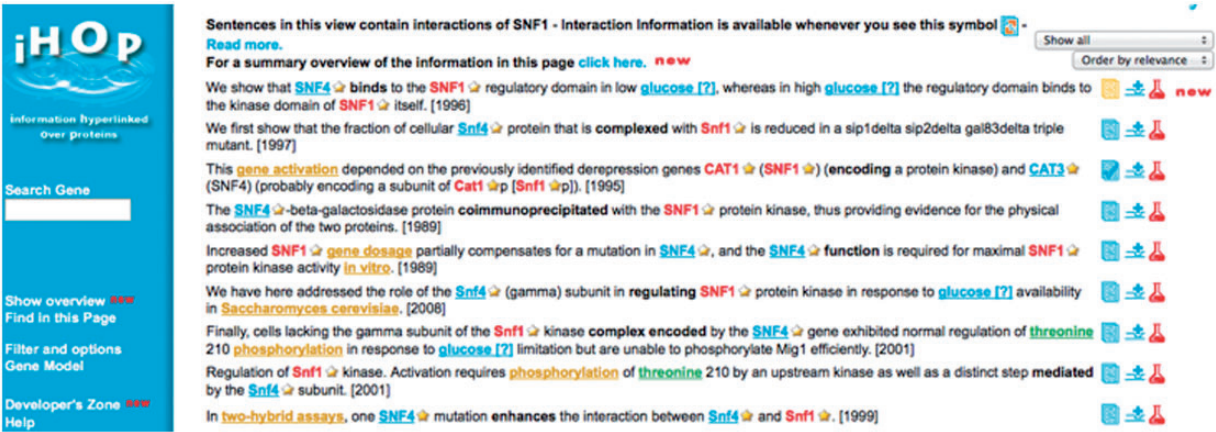 iHOP
information hyperlinked
over proteins
Search Gene
Show overview new
Find in this Page
Filter and options
Gene Model
Developer's Zone new
Help
Sentences in this view contain interactions of SNF1 - Interaction Information is available whenever you see this symbol -
Read more.
For a summary overview of the information in this page click here. new
Show all
Order by relevance
We show that SNF4 binds to the SNF1 regulatory domain in low glucose [?], whereas in high glucose [?] the regulatory domain binds to
the kinase domain of SNF1 itself. [1996]
new
We first show that the fraction of cellular Snf4 protein that is complexed with Snf1 is reduced in a sip1delta sip2delta gal83delta triple
mutant. [1997]
This gene activation depended on the previously identified derepression genes CAT1 (SNF1) (encoding a protein kinase) and CAT3
(SNF4) (probably encoding a subunit of Cat1 p [Snf1 p]). [1995]
The SNF4 -beta-galactosidase protein coimmunoprecipitated with the SNF1 protein kinase, thus providing evidence for the physical
association of the two proteins. [1989]
Increased SNF1 gene dosage partially compensates for a mutation in SNF4 , and the SNF4 function is required for maximal SNF1
protein kinase activity in vitro. [1989]
We have here addressed the role of the Snf4 (gamma) subunit in regulating SNF1 protein kinase in response to glucose [?] availability
in Saccharomyces cerevisiae. [2008]
Finally, cells lacking the gamma subunit of the Snf1 kinase complex encoded by the SNF4 gene exhibited normal regulation of threonine
210 phosphorylation in response to glucose [?] limitation but are unable to phosphorylate Mig1 efficiently. [2001]
Regulation of Snf1 kinase. Activation requires phosphorylation of threonine 210 by an upstream kinase as well as a distinct step mediated
by the Snf4 subunit. [2001]
In two-hybrid assays, one SNF4 mutation enhances the interaction between Snf4 and Snf1 . [1999]